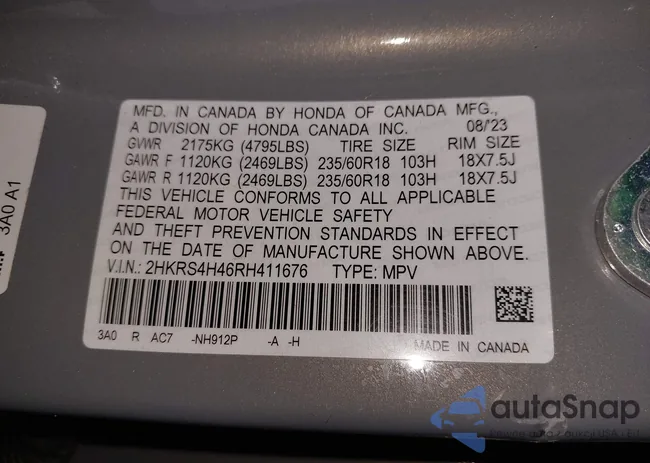 3A0 A1
MFD. IN CANADA BY HONDA OF CANADA MFG.,
A DIVISION OF HONDA CANADA INC. 08/'23
GVWR 2175KG (4795LBS) TIRE SIZE RIM SIZE
GAWR F 1120KG (2469LBS) 235/60R18 103H 18X7.5J
GAWR R 1120KG (2469LBS) 235/60R18 103H 18X7.5J
THIS VEHICLE CONFORMS TO ALL APPLICABLE
FEDERAL MOTOR VEHICLE SAFETY
AND THEFT PREVENTION STANDARDS IN EFFECT
ON THE DATE OF MANUFACTURE SHOWN ABOVE.
V.I.N.: 2HKRS4H46RH411676 TYPE: MPV
3A0 R AC7 -NH912P -A -H MADE IN CANADA
autaSnap